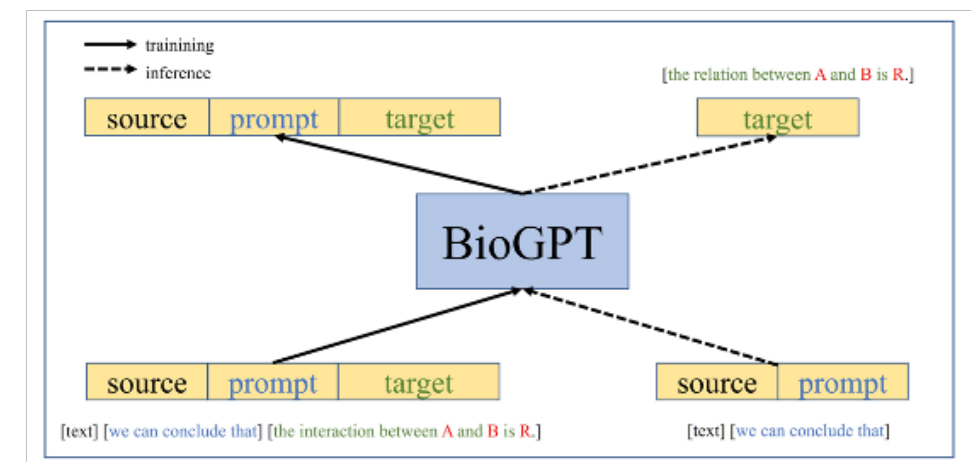 trainining
inference
[the relation between A and B is R.]
source prompt target
target
BioGPT
source prompt target
source prompt
[text] [we can conclude that] [the interaction between A and B is R.]
[text] [we can conclude that]